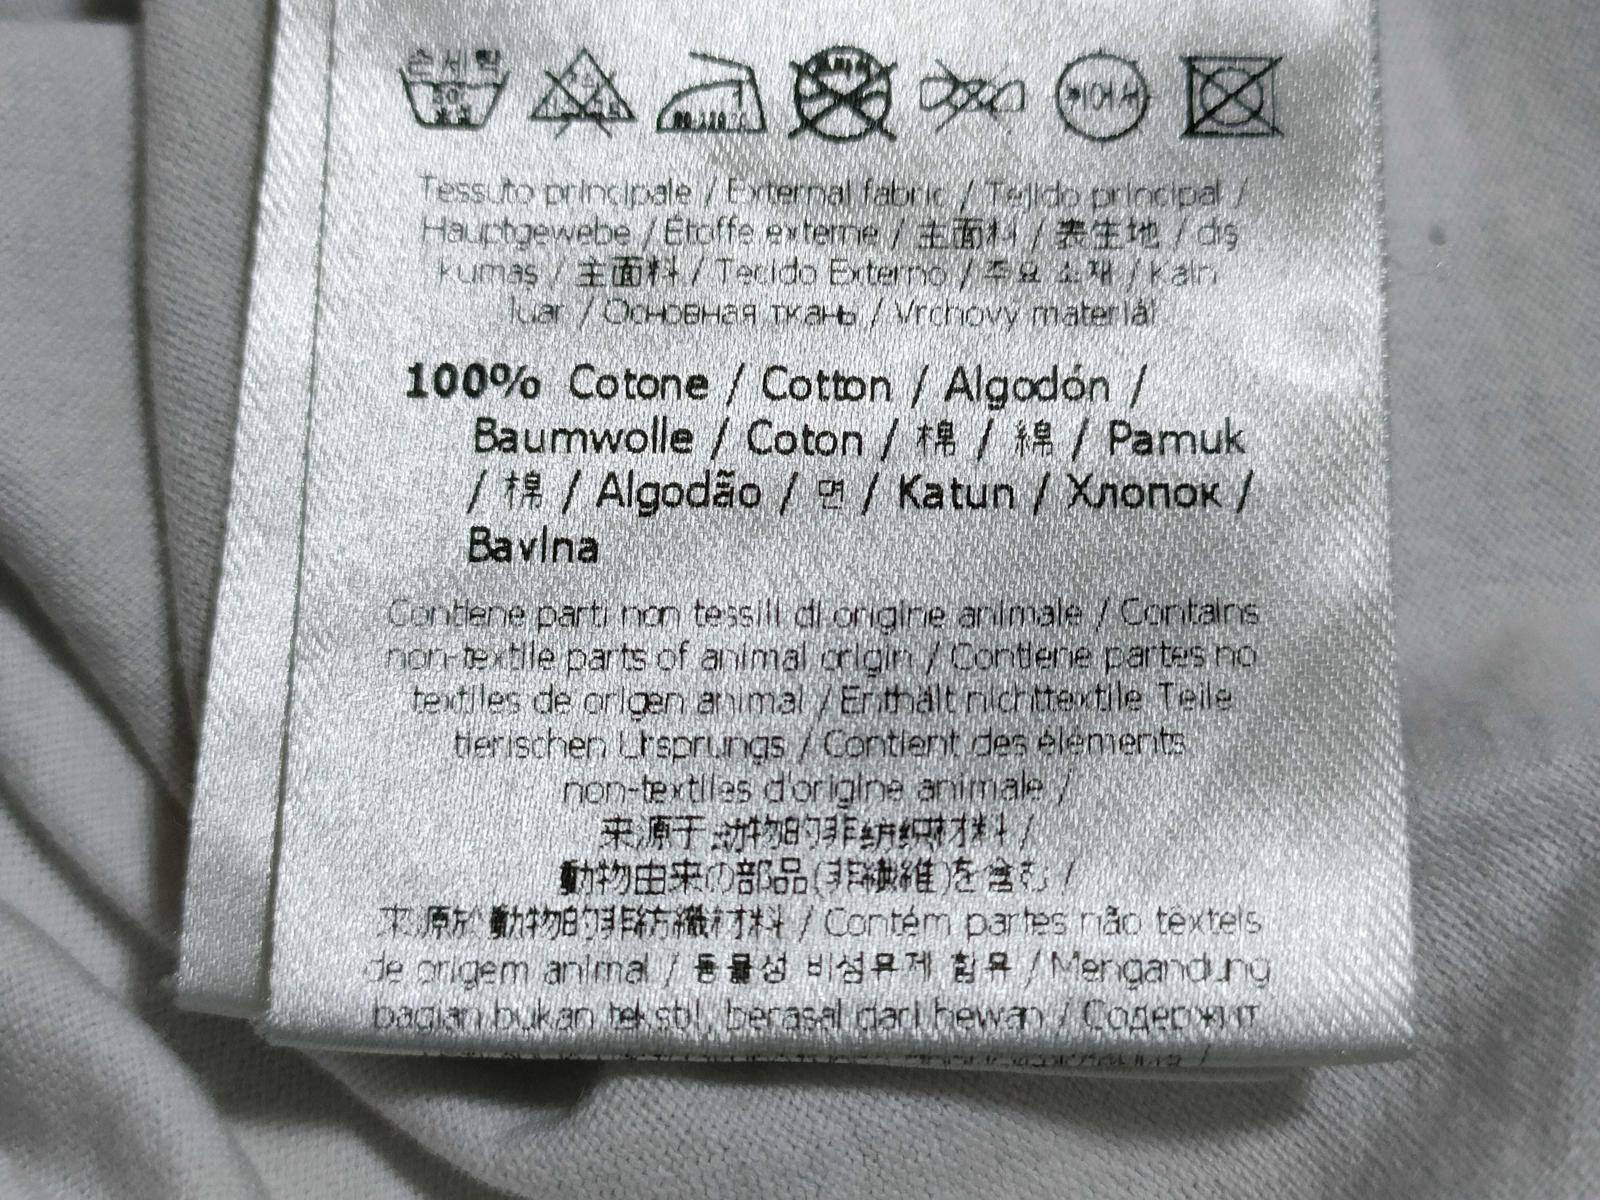 손세탁
Tessuto principale / External fabric / Tejido principal /
Hauptgewebe / Étoffe externe / 主面料 / 表生地 / dış
kumaş / 主面料 / Tecido Externo / 주요 소재 / Kain
luar / Основная ткань / Vrchový materiál
100% Cotone / Cotton / Algodón /
Baumwolle / Coton / 棉 / 綿 / Pamuk
/ 棉 / Algodão / 면 / Katun / Хлопок /
Bavlna
Contiene parti non tessili di origine animale / Contains
non-textile parts of animal origin / Contiene partes no
textiles de origen animal / Enthält nichttextile Teile
tierischen Ursprungs / Contient des éléments
non-textiles d'origine animale /
来源于动物的非纺织材料 /
動物由来の部品(非繊維)を含む /
來源於動物的非紡織材料 / Contém partes não têxteis
de origem animal / 동물성 비섬유제 함유 / Mengandung
bagian bukan tekstil, berasal dari hewan / Содержит